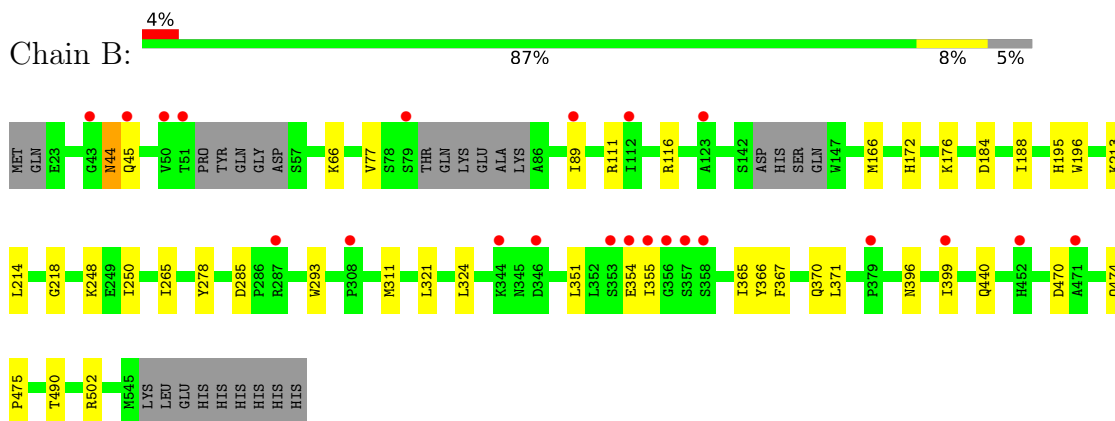 4%
Chain B:
87% 8% 5%
MET GLN E23 G43 N44 Q45 V50 T51 PRO TYR GLN GLY ASP S57 K66 V77 S78 S79 THR GLN LYS GLU ALA LYS A86 I89 R111 I112 R116 A123 S142 ASP HIS SER GLN W147 M166 H172 K176 D184 I188 H195 W196 K213
L214 G218 K248 E249 I250 I265 Y278 D285 P286 R287 W293 P308 M311 L321 L324 K344 N345 D346 L351 L352 S353 E354 I355 G356 S357 S358 I365 Y366 F367 Q370 L371 P379 N396 I399 Q440 H452 D470 A471
P475 T490 R502 M545 LYS LEU GLU HIS HIS HIS HIS HIS HIS